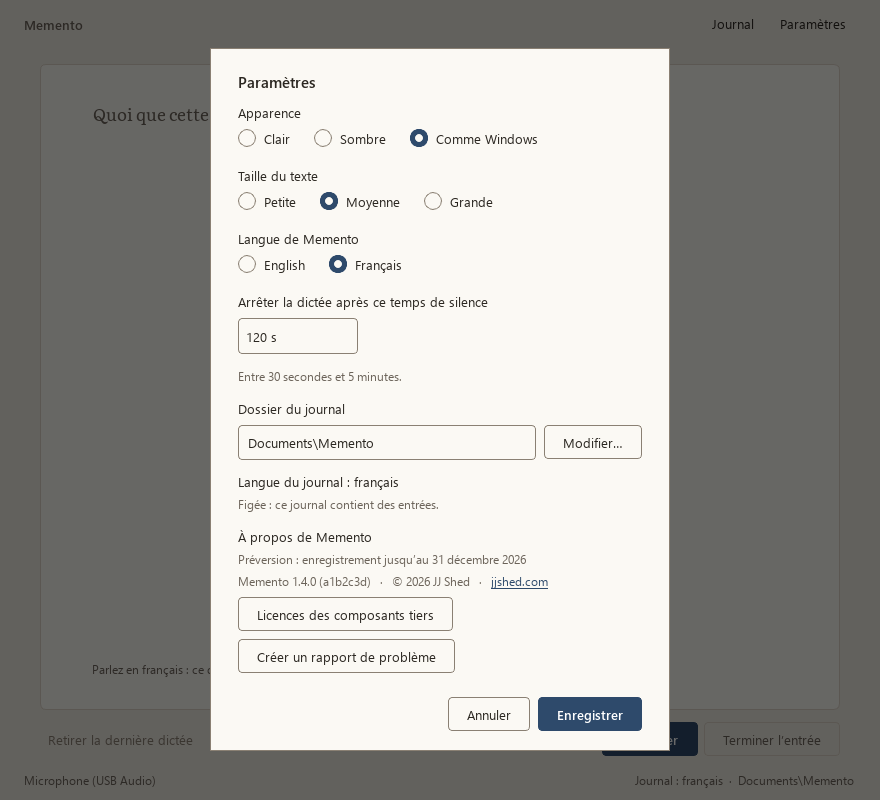 Memento
Journal
Paramètres
Quoi que cette
Paramètres
Apparence
Clair
Sombre
Comme Windows
Taille du texte
Petite
Moyenne
Grande
Langue de Memento
English
Français
Arrêter la dictée après ce temps de silence
120 s
Entre 30 secondes et 5 minutes.
Dossier du journal
Documents\Memento
Modifier…
Langue du journal : français
Figée : ce journal contient des entrées.
À propos de Memento
Préversion : enregistrement jusqu’au 31 décembre 2026
Memento 1.4.0 (a1b2c3d) · © 2026 JJ Shed · jjshed.com
Licences des composants tiers
Créer un rapport de problème
Annuler
Enregistrer
Parlez en français : ce
Retirer la dernière dictée
Terminer l’entrée
Microphone (USB Audio)
Journal : français · Documents\Memento